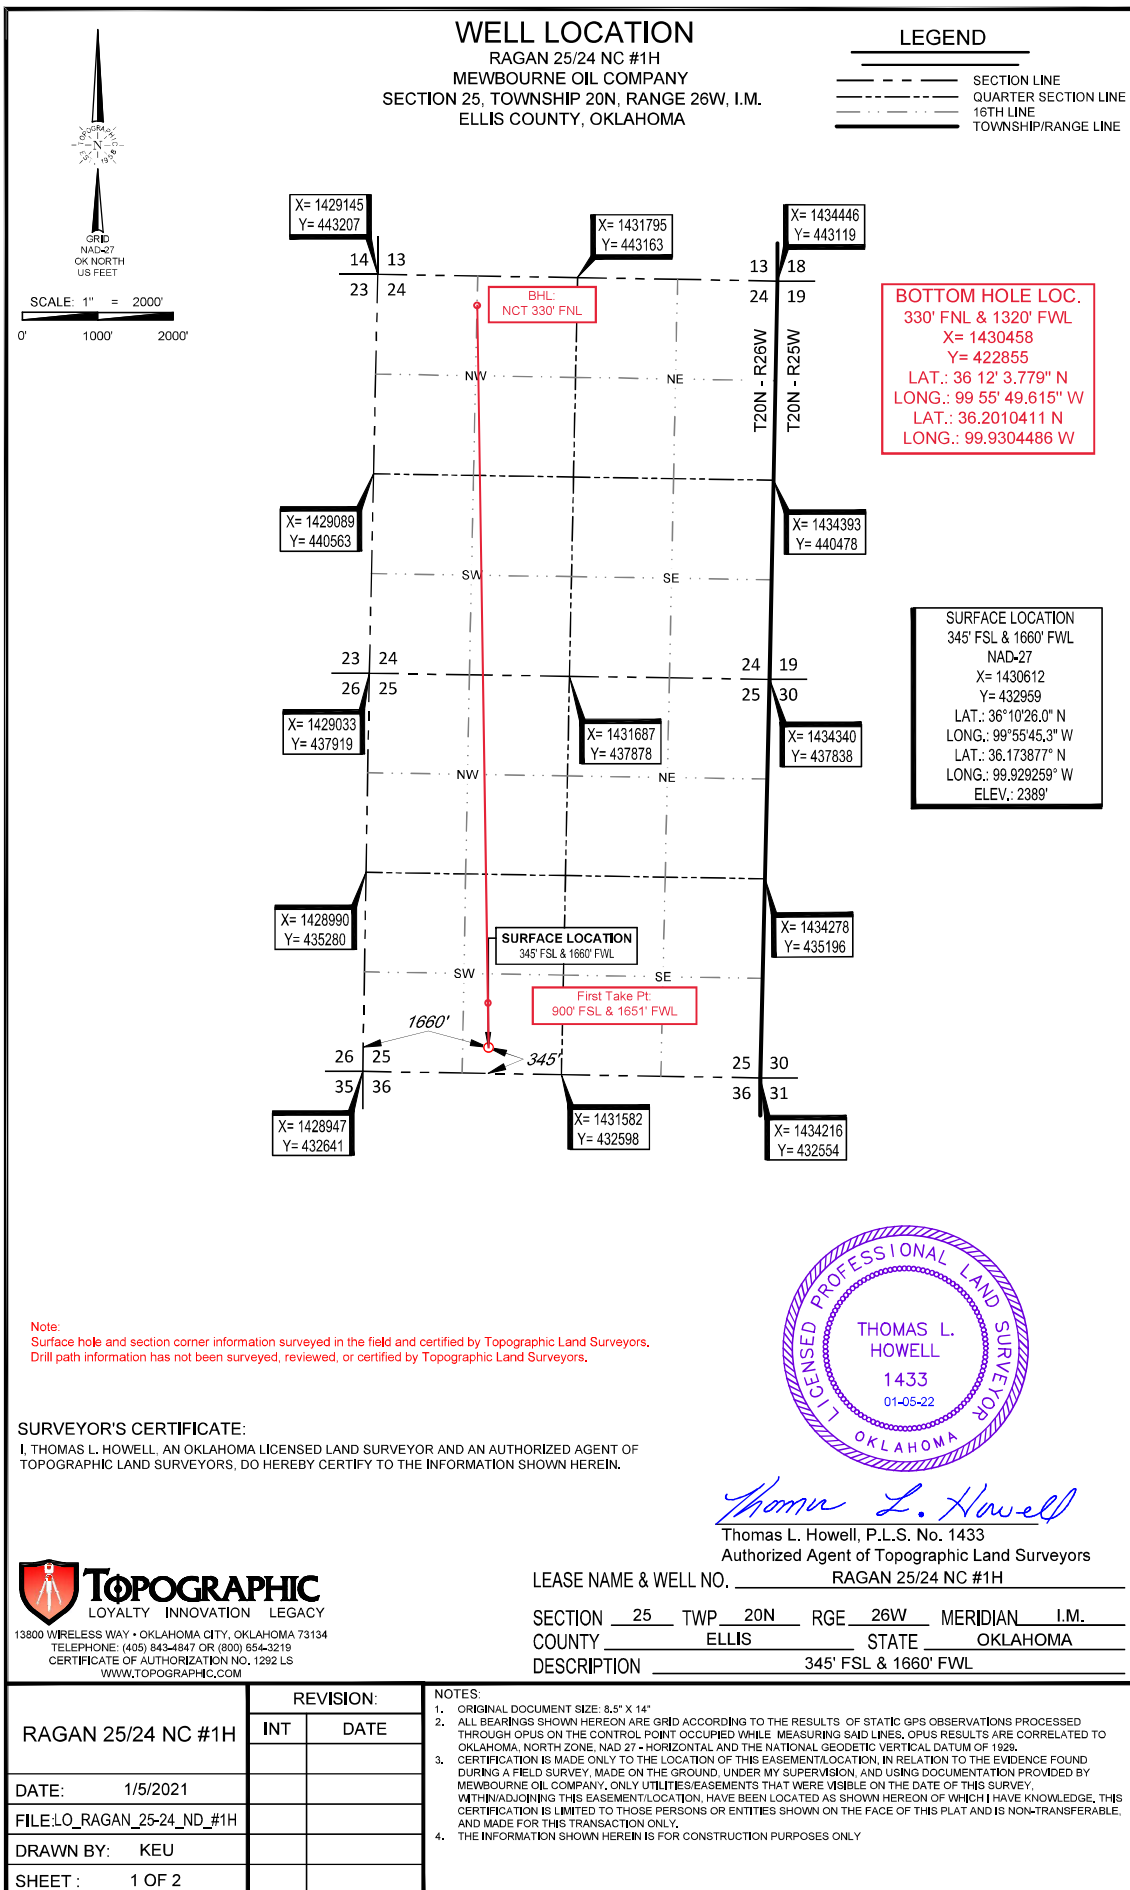 WELL LOCATION
RAGAN 25/24 NC #1H
MEWBOURNE OIL COMPANY
SECTION 25, TOWNSHIP 20N, RANGE 26W, I.M.
ELLIS COUNTY, OKLAHOMA
LEGEND
SECTION LINE
QUARTER SECTION LINE
16TH LINE
TOWNSHIP/RANGE LINE
TOPOGRAPHIC
N
EST. 1958
GRID
NAD-27
OK NORTH
US FEET
SCALE: 1" = 2000'
0' 1000' 2000'
X= 1429145
Y= 443207
X= 1431795
Y= 443163
X= 1434446
Y= 443119
14 13
23 24
13 18
24 19
BHL:
NCT 330' FNL
T20N - R26W
T20N - R25W
BOTTOM HOLE LOC.
330' FNL & 1320' FWL
X= 1430458
Y= 422855
LAT.: 36 12' 3.779" N
LONG.: 99 55' 49.615" W
LAT.: 36.2010411 N
LONG.: 99.9304486 W
NW NE
X= 1429089
Y= 440563
X= 1434393
Y= 440478
SW SE
SURFACE LOCATION
345' FSL & 1660' FWL
NAD-27
X= 1430612
Y= 432959
LAT.: 36°10'26.0" N
LONG.: 99°55'45.3" W
LAT.: 36.173877° N
LONG.: 99.929259° W
ELEV.: 2389'
23 24
26 25
24 19
25 30
X= 1429033
Y= 437919
X= 1431687
Y= 437878
X= 1434340
Y= 437838
NW NE
X= 1428990
Y= 435280
X= 1434278
Y= 435196
SURFACE LOCATION
345' FSL & 1660' FWL
SW SE
First Take Pt:
900' FSL & 1651' FWL
1660'
345'
26 25
35 36
25 30
36 31
X= 1428947
Y= 432641
X= 1431582
Y= 432598
X= 1434216
Y= 432554
Note:
Surface hole and section corner information surveyed in the field and certified by Topographic Land Surveyors.
Drill path information has not been surveyed, reviewed, or certified by Topographic Land Surveyors.
LICENSED PROFESSIONAL LAND SURVEYOR
THOMAS L.
HOWELL
1433
01-05-22
OKLAHOMA
SURVEYOR'S CERTIFICATE:
I, THOMAS L. HOWELL, AN OKLAHOMA LICENSED LAND SURVEYOR AND AN AUTHORIZED AGENT OF
TOPOGRAPHIC LAND SURVEYORS, DO HEREBY CERTIFY TO THE INFORMATION SHOWN HEREIN.
Thomas L. Howell
Thomas L. Howell, P.L.S. No. 1433
Authorized Agent of Topographic Land Surveyors
TOPOGRAPHIC
LOYALTY INNOVATION LEGACY
13800 WIRELESS WAY • OKLAHOMA CITY, OKLAHOMA 73134
TELEPHONE: (405) 843-4847 OR (800) 654-3219
CERTIFICATE OF AUTHORIZATION NO. 1292 LS
WWW.TOPOGRAPHIC.COM
LEASE NAME & WELL NO. RAGAN 25/24 NC #1H
SECTION 25 TWP 20N RGE 26W MERIDIAN I.M.
COUNTY ELLIS STATE OKLAHOMA
DESCRIPTION 345' FSL & 1660' FWL
RAGAN 25/24 NC #1H
REVISION:
INT DATE
DATE: 1/5/2021
FILE:LO_RAGAN_25-24_ND_#1H
DRAWN BY: KEU
SHEET : 1 OF 2
NOTES:
1. ORIGINAL DOCUMENT SIZE: 8.5" X 14"
2. ALL BEARINGS SHOWN HEREON ARE GRID ACCORDING TO THE RESULTS OF STATIC GPS OBSERVATIONS PROCESSED
THROUGH OPUS ON THE CONTROL POINT OCCUPIED WHILE MEASURING SAID LINES. OPUS RESULTS ARE CORRELATED TO
OKLAHOMA, NORTH ZONE, NAD 27 - HORIZONTAL AND THE NATIONAL GEODETIC VERTICAL DATUM OF 1929.
3. CERTIFICATION IS MADE ONLY TO THE LOCATION OF THIS EASEMENT/LOCATION, IN RELATION TO THE EVIDENCE FOUND
DURING A FIELD SURVEY, MADE ON THE GROUND, UNDER MY SUPERVISION, AND USING DOCUMENTATION PROVIDED BY
MEWBOURNE OIL COMPANY. ONLY UTILITIES/EASEMENTS THAT WERE VISIBLE ON THE DATE OF THIS SURVEY,
WITHIN/ADJOINING THIS EASEMENT/LOCATION, HAVE BEEN LOCATED AS SHOWN HEREON OF WHICH I HAVE KNOWLEDGE. THIS
CERTIFICATION IS LIMITED TO THOSE PERSONS OR ENTITIES SHOWN ON THE FACE OF THIS PLAT AND IS NON-TRANSFERABLE,
AND MADE FOR THIS TRANSACTION ONLY.
4. THE INFORMATION SHOWN HEREIN IS FOR CONSTRUCTION PURPOSES ONLY